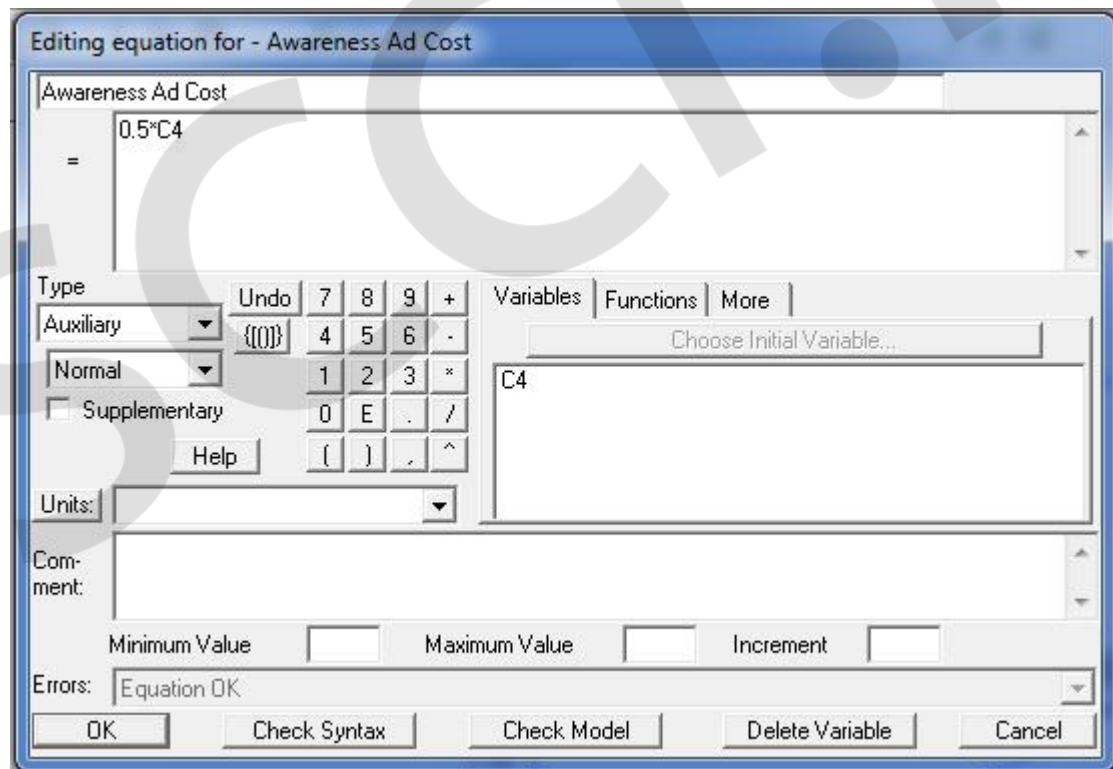 Editing equation for - Awareness Ad Cost
Awareness Ad Cost
=
0.5*C4
Type
Auxiliary
Normal
Supplementary
Help
Undo 7 8 9 +
{[()]} 4 5 6 -
1 2 3 *
0 E . /
( ) , ^
Variables Functions More
Choose Initial Variable...
C4
Units:
Com-
ment:
Minimum Value Maximum Value Increment
Errors: Equation OK
OK Check Syntax Check Model Delete Variable Cancel